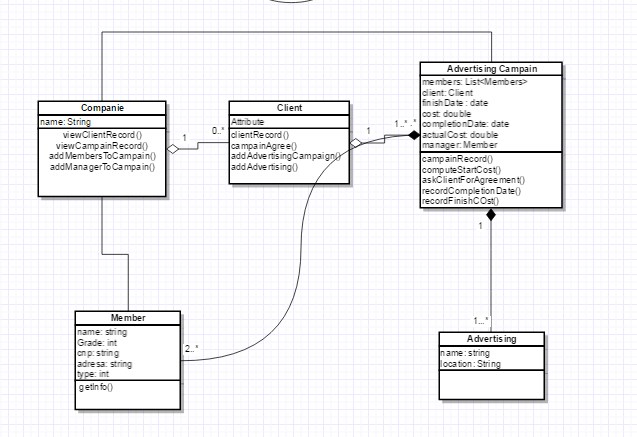 Companie
name: String
viewClientRecord()
viewCampainRecord()
addMembersToCampain()
addManagerToCampain()
1
0..*
Client
Attribute
clientRecord()
campainAgree()
addAdvertisingCampaign()
addAdvertising()
1
1..*
Advertising Campain
members: List<Members>
client: Client
finishDate : date
cost: double
completionDate: date
actualCost: double
manager: Member
campainRecord()
computeStartCost()
askClientForAgreement()
recordCompletionDate()
recordFinishCOst()
1
1...*
Member
name: string
Grade: int
cnp: string
adresa: string
type: int
getInfo()
2..*
Advertising
name: string
location: String